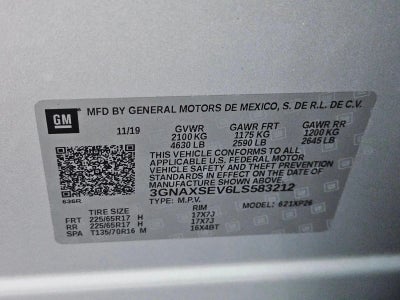 GM
MFD BY GENERAL MOTORS DE MEXICO, S. DE R.L. DE C.V.
11/19 GVWR GAWR FRT GAWR RR
2100 KG 1175 KG 1200 KG
4630 LB 2590 LB 2645 LB
THIS VEHICLE CONFORMS TO ALL APPLICABLE
U.S. FEDERAL MOTOR
VEHICLE SAFETY AND THEFT PREVENTION
STANDARDS IN EFFECT ON THE DATE OF
MANUFACTURE SHOWN ABOVE.
3GNAXSEV6LS583212
636R TYPE: M.P.V. MODEL: 621XP26
TIRE SIZE RIM
FRT 225/65R17 H 17X7J
RR 225/65R17 H 17X7J
SPA T135/70R16 M 16X4BT